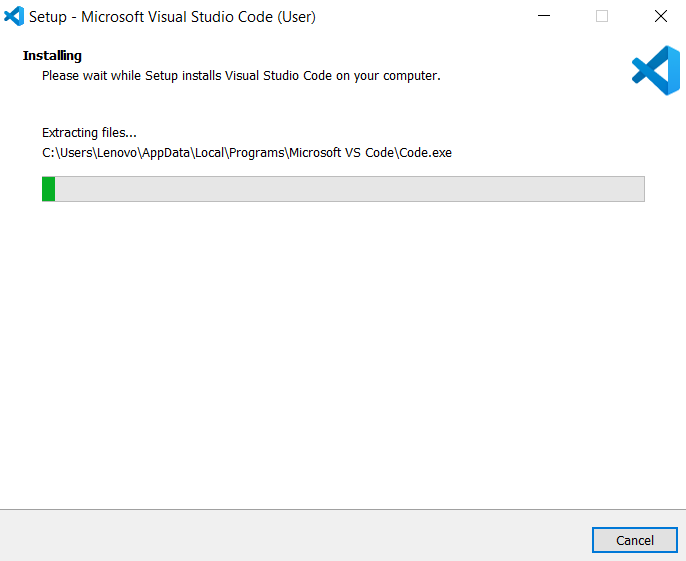 Setup - Microsoft Visual Studio Code (User)
Installing
Please wait while Setup installs Visual Studio Code on your computer.
Extracting files...
C:\Users\Lenovo\AppData\Local\Programs\Microsoft VS Code\Code.exe
Cancel